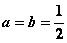 a = b = 1/2